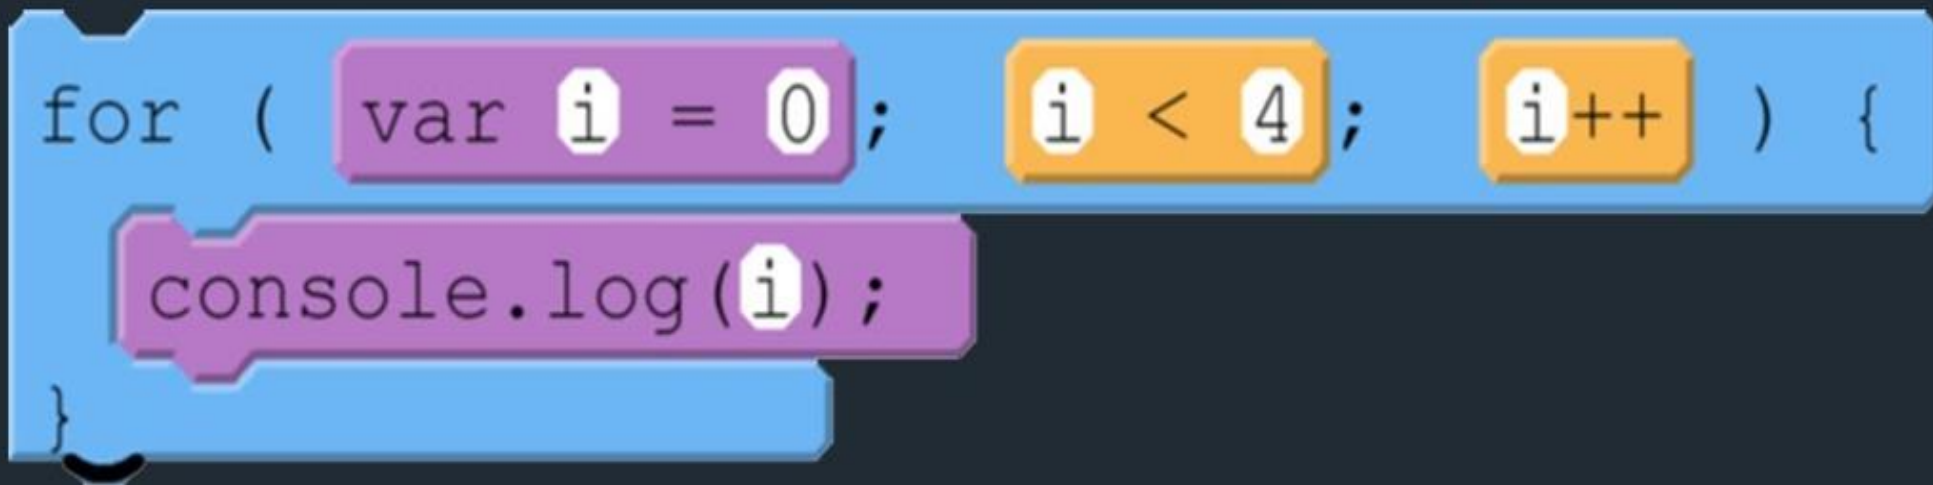 for ( var i = 0; i < 4; i++ ) {
console.log(i);
}